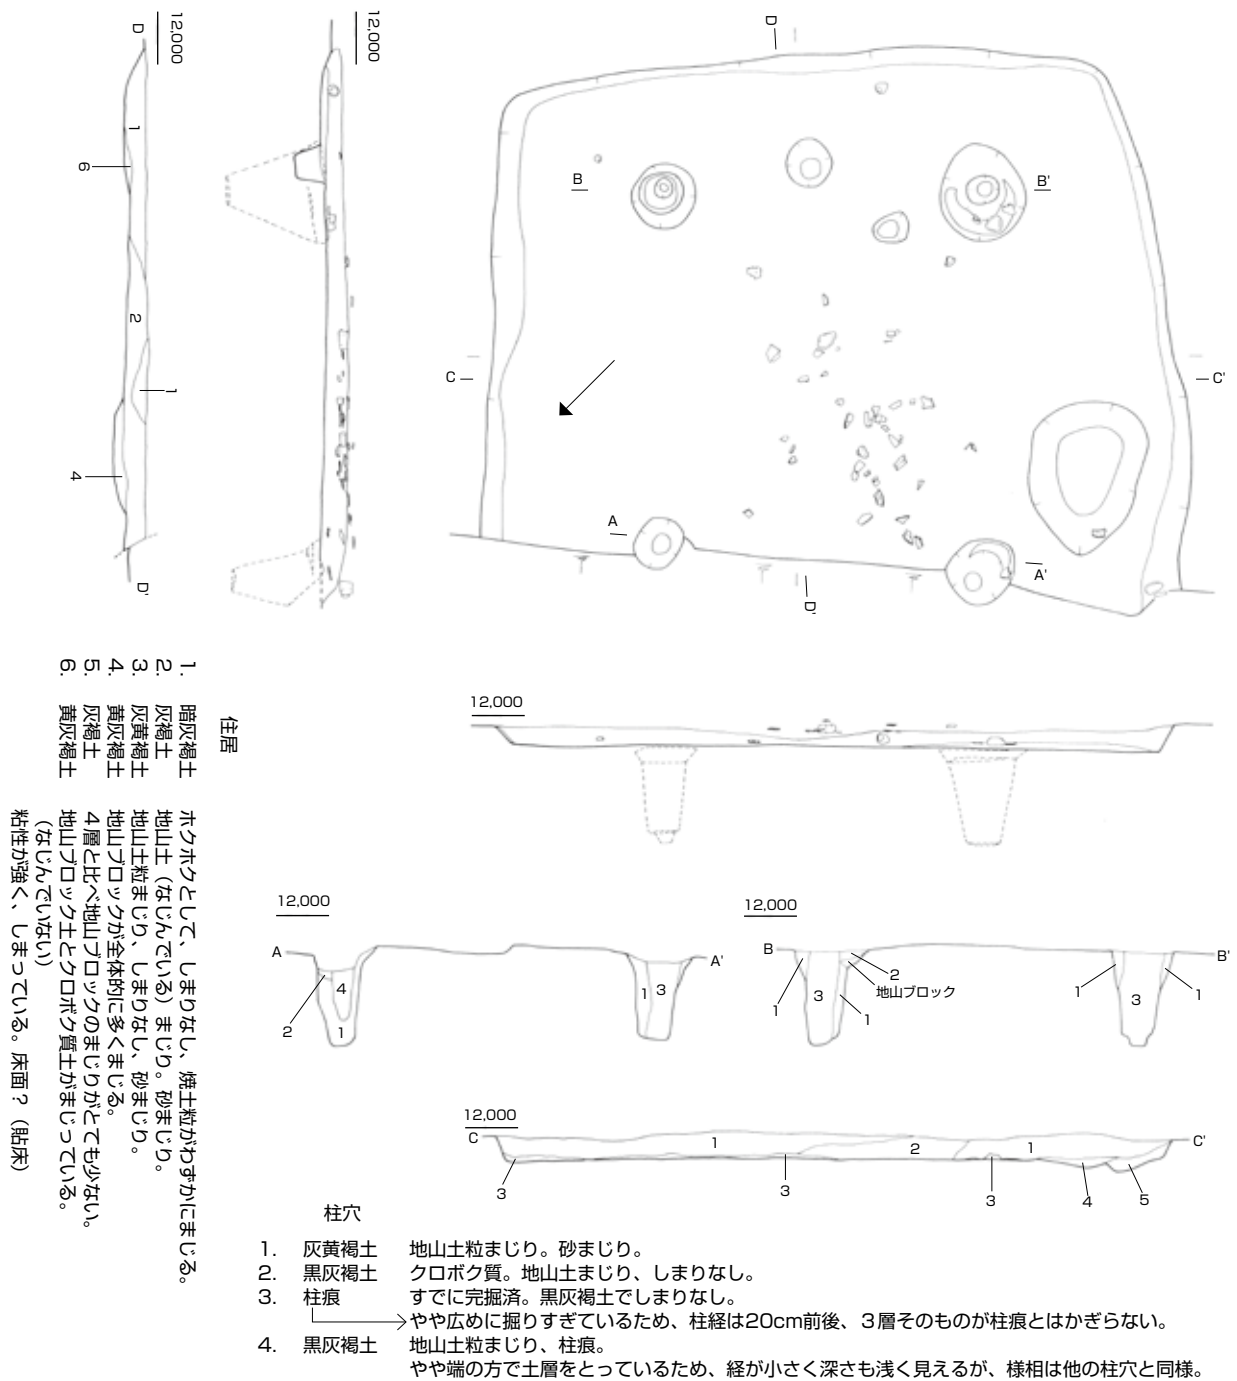 D
12,000
12,000
1
6
2
1
4
D'
D
B
B'
C
C'
A
A'
D'
住居
1. 暗灰褐土 ホクホクとして、しまりなし、焼土粒がわずかにまじる。
2. 灰褐土 地山土（なじんでいる）まじり。砂まじり。
3. 灰黄褐土 地山土粒まじり、しまりなし、砂まじり。
4. 黄灰褐土 地山ブロックが全体的に多くまじる。
5. 灰褐土 4層と比べ地山ブロックのまじりがとても少ない。
6. 黄灰褐土 地山ブロック土とクロボク質土がまじっている。
（なじんでいない）
粘性が強く、しまっている。床面？（貼床）
12,000
12,000
A
A'
2
4
1
1
3
12,000
B
B'
1
3
2
地山ブロック
1
1
3
1
12,000
C
C'
1
2
1
3
3
3
4
5
柱穴
1. 灰黄褐土 地山土粒まじり。砂まじり。
2. 黒灰褐土 クロボク質。地山土まじり、しまりなし。
3. 柱痕 すでに完掘済。黒灰褐土でしまりなし。
やや広めに掘りすぎているため、柱経は20cm前後、3層そのものが柱痕とはかぎらない。
4. 黒灰褐土 地山土粒まじり、柱痕。
やや端の方で土層をとっているため、経が小さく深さも浅く見えるが、様相は他の柱穴と同様。